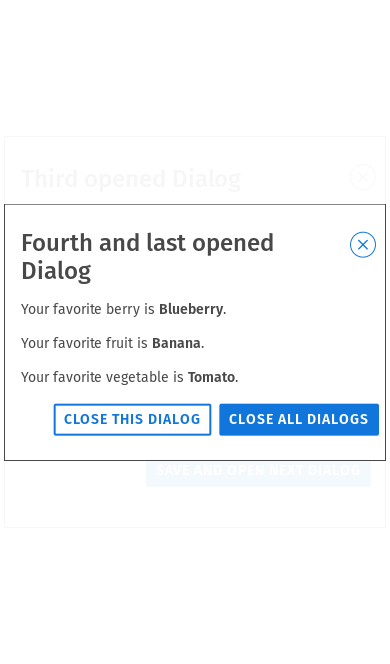 Third opened Dialog
Fourth and last opened
Dialog
Your favorite berry is Blueberry.
Your favorite fruit is Banana.
Your favorite vegetable is Tomato.
CLOSE THIS DIALOG
CLOSE ALL DIALOGS
SAVE AND OPEN NEXT DIALOG